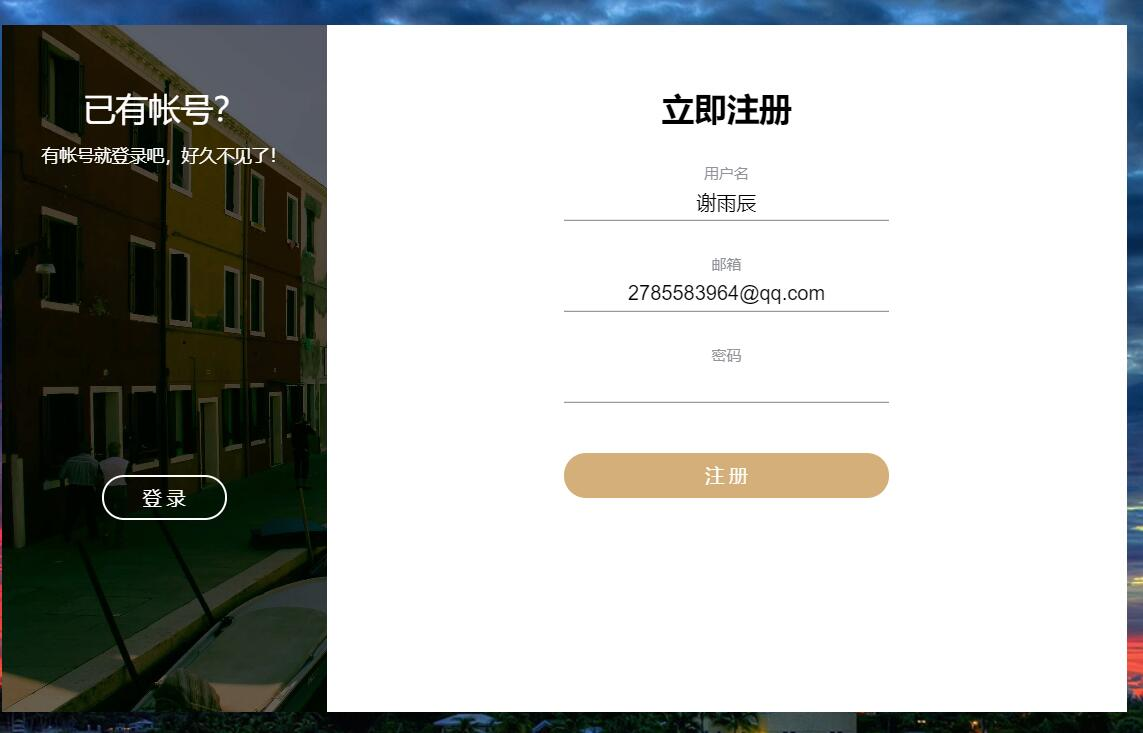 已有帐号？
有帐号就登录吧，好久不见了！
登录
立即注册
用户名
谢雨辰
邮箱
2785583964@qq.com
密码
注册